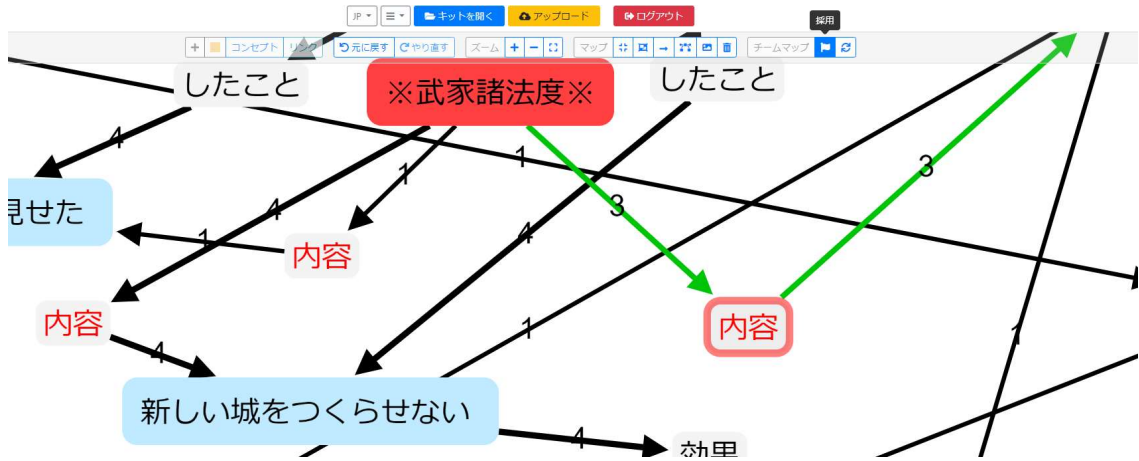 JP
キットを開く
アップロード
ログアウト
採用
コンセプト
リンク
元に戻す
やり直す
ズーム
マップ
チームマップ
したこと
※武家諸法度※
したこと
4
1
1
3
3
見せた
4
4
1
内容
内容
内容
1
1
4
新しい城をつくらせない
4
効果